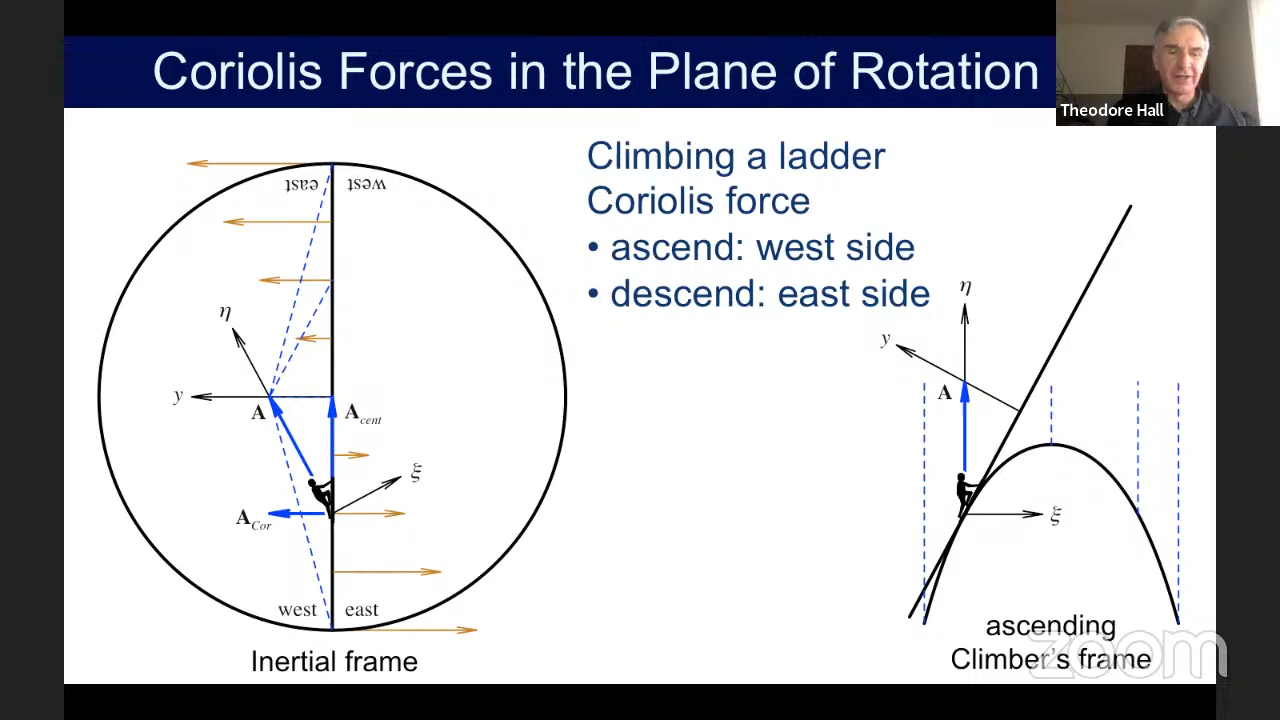 Coriolis Forces in the Plane of Rotation
Theodore Hall
east west
η
y
A
A_cent
ξ
A_Cor
west east
Inertial frame
Climbing a ladder
Coriolis force
• ascend: west side
• descend: east side
η
y
A
ξ
ascending
Climber's frame
zoom